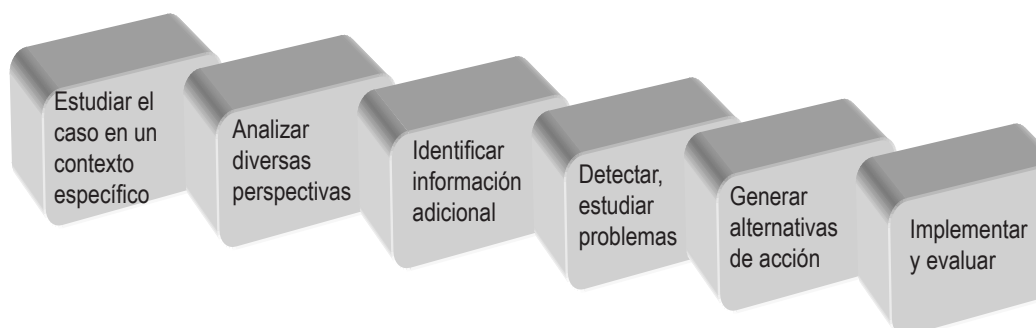 Estudiar el
caso en un
contexto
específico
Analizar
diversas
perspectivas
Identificar
información
adicional
Detectar,
estudiar
problemas
Generar
alternativas
de acción
Implementar
y evaluar